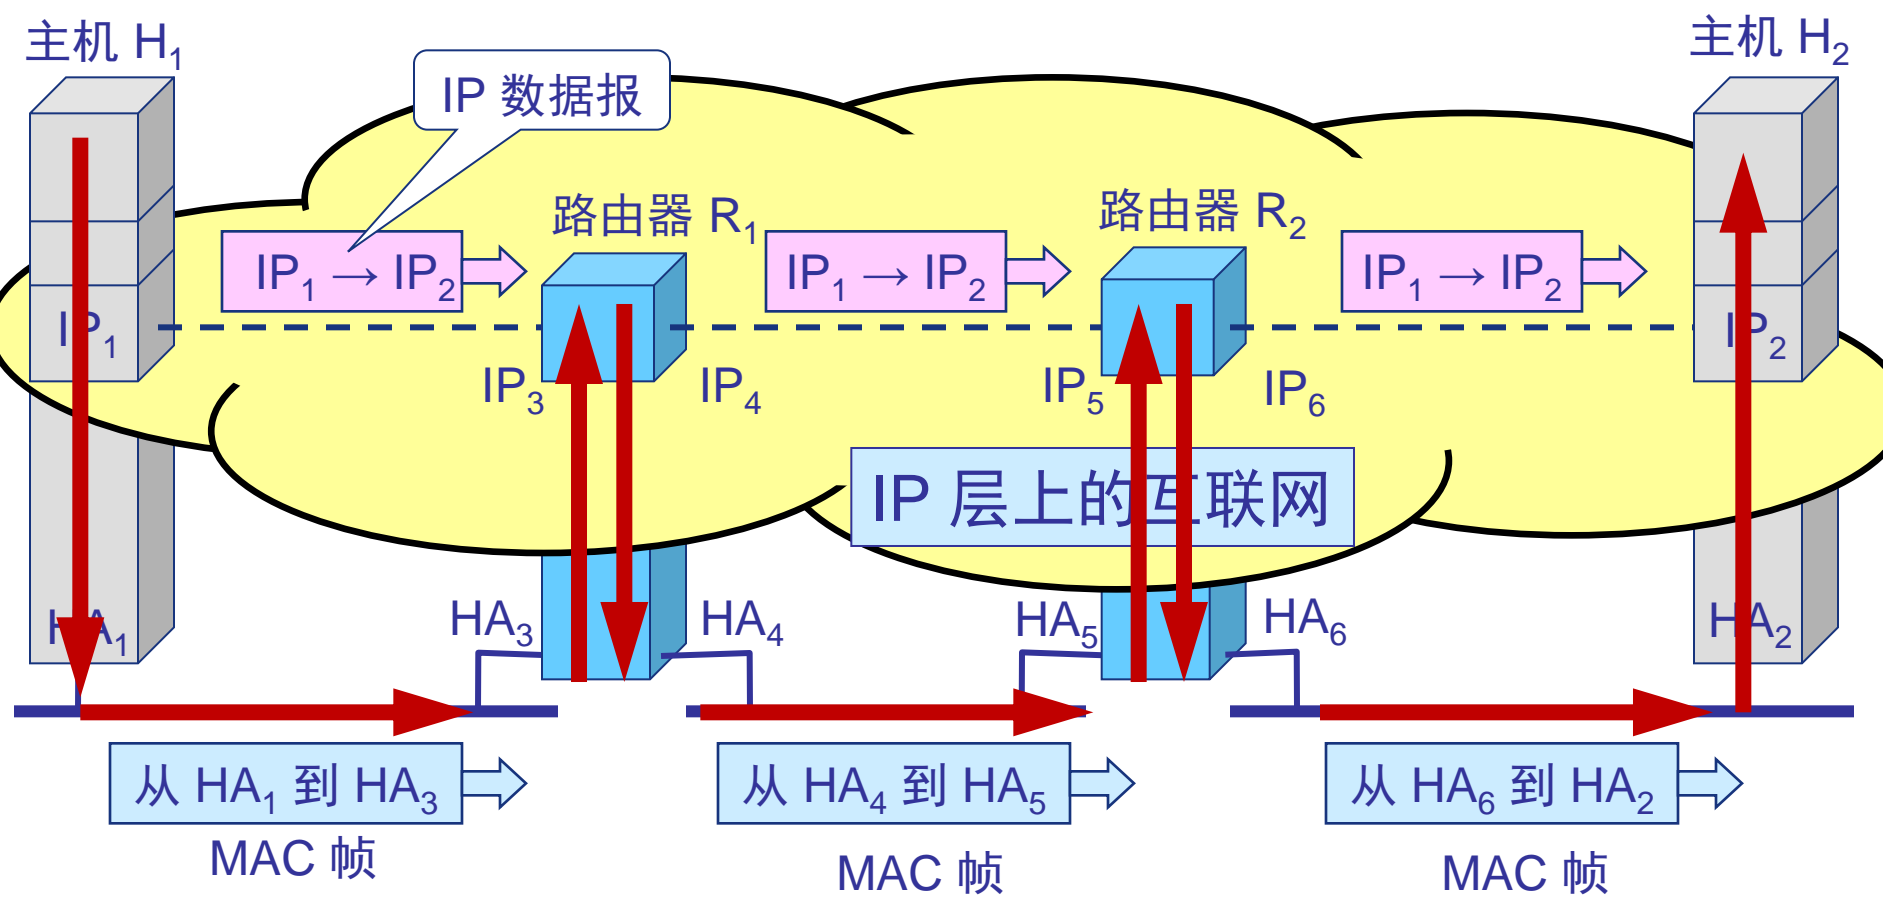 主机 H₁
主机 H₂
IP 数据报
路由器 R₁
路由器 R₂
IP₁ → IP₂
IP₁ → IP₂
IP₁ → IP₂
IP₁
IP₂
IP₃
IP₄
IP₅
IP₆
IP 层上的互联网
HA₁
HA₃
HA₄
HA₅
HA₆
HA₂
从 HA₁ 到 HA₃
从 HA₄ 到 HA₅
从 HA₆ 到 HA₂
MAC 帧
MAC 帧
MAC 帧